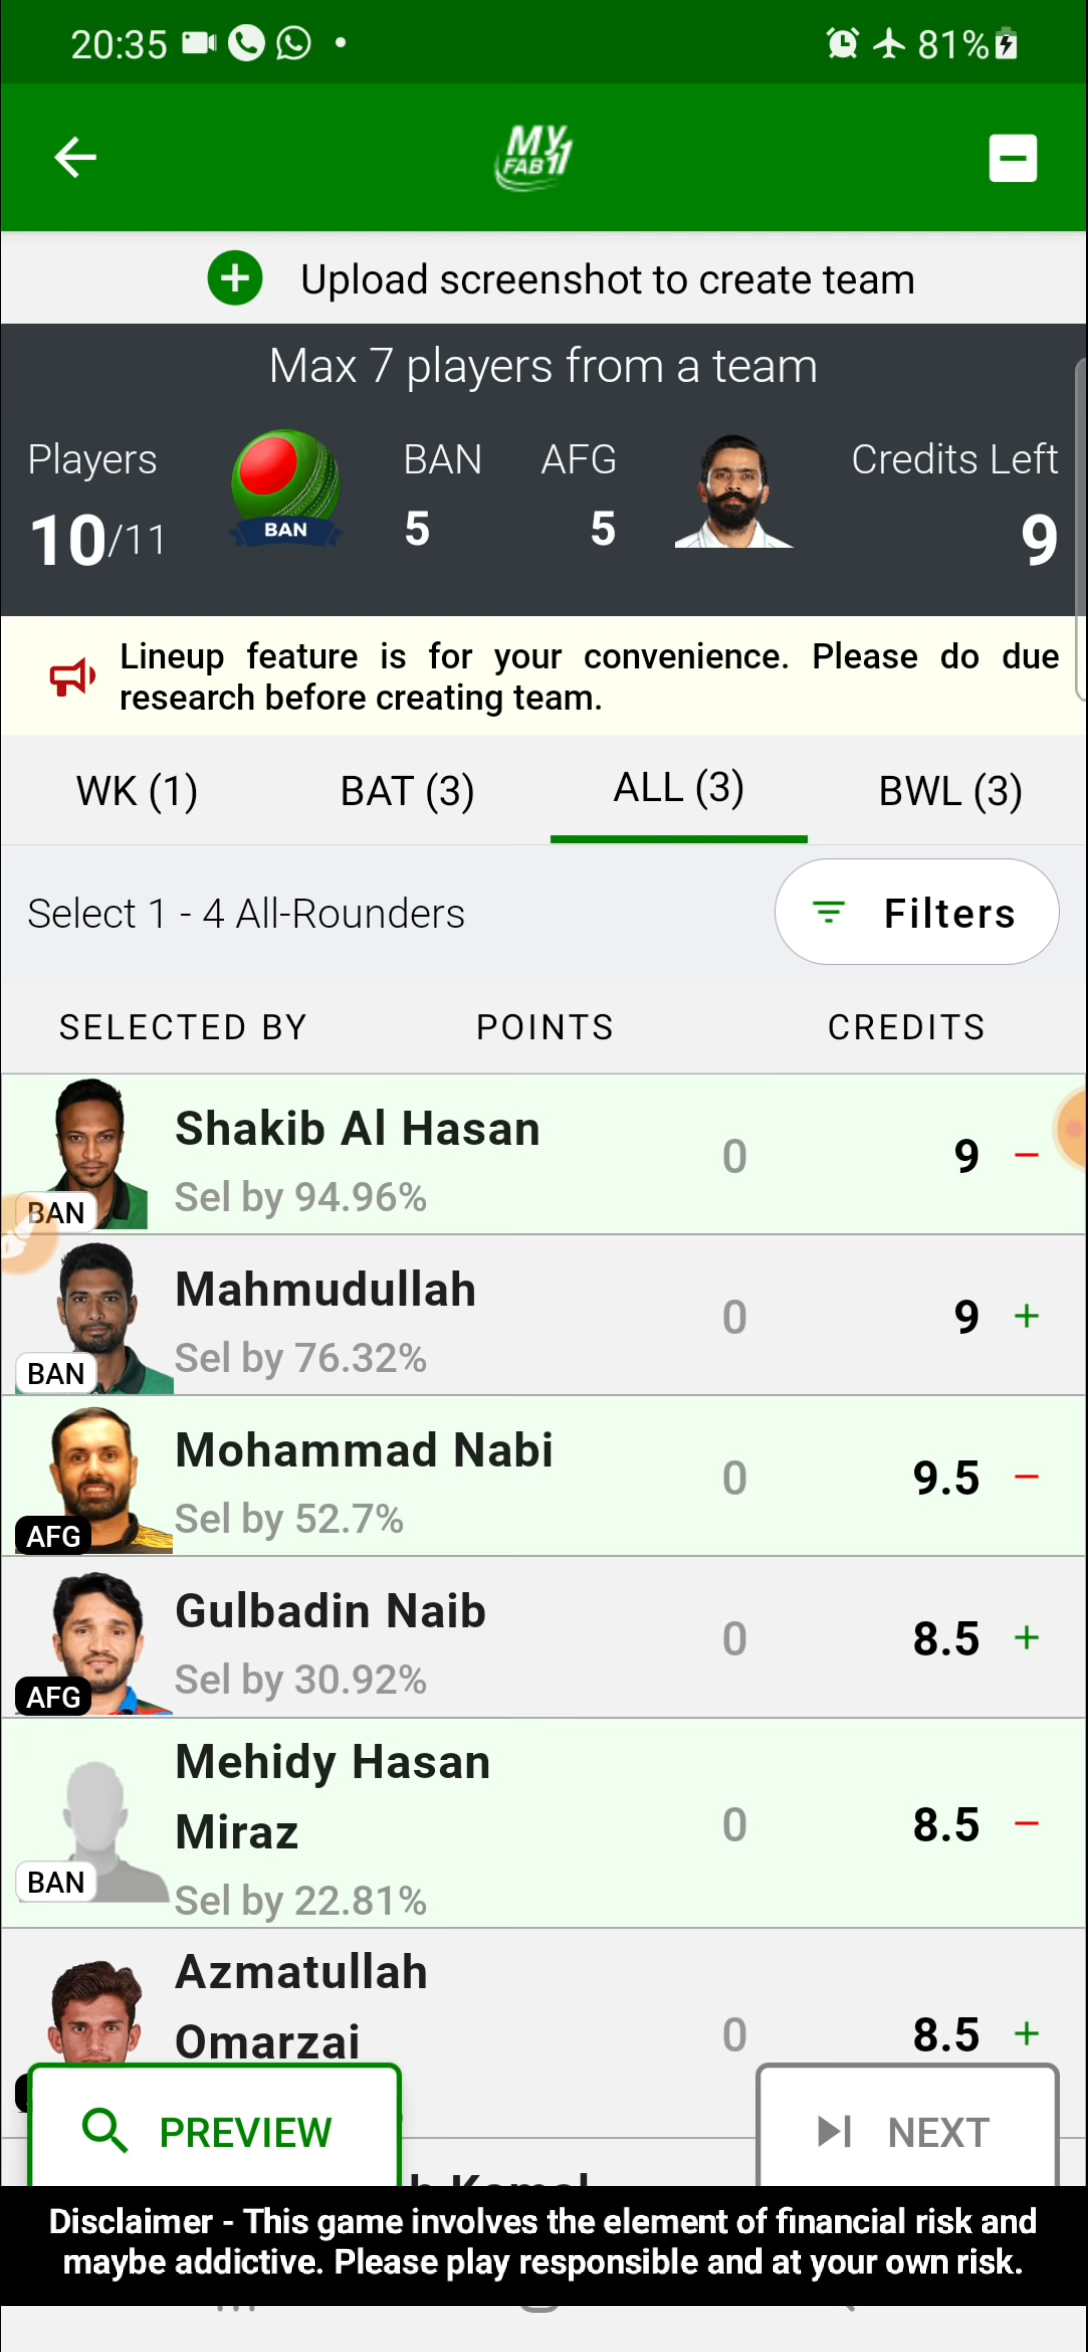 20:35 81%
MY FAB11
Upload screenshot to create team
Max 7 players from a team
Players BAN AFG Credits Left
10/11 BAN 5 5 9
Lineup feature is for your convenience. Please do due
research before creating team.
WK (1) BAT (3) ALL (3) BWL (3)
Select 1 - 4 All-Rounders Filters
SELECTED BY POINTS CREDITS
Shakib Al Hasan 0 9
Sel by 94.96%
BAN
Mahmudullah 0 9
Sel by 76.32%
BAN
Mohammad Nabi 0 9.5
Sel by 52.7%
AFG
Gulbadin Naib 0 8.5
Sel by 30.92%
AFG
Mehidy Hasan
Miraz 0 8.5
BAN
Sel by 22.81%
Azmatullah
Omarzai 0 8.5
PREVIEW NEXT
Disclaimer - This game involves the element of financial risk and
maybe addictive. Please play responsible and at your own risk.